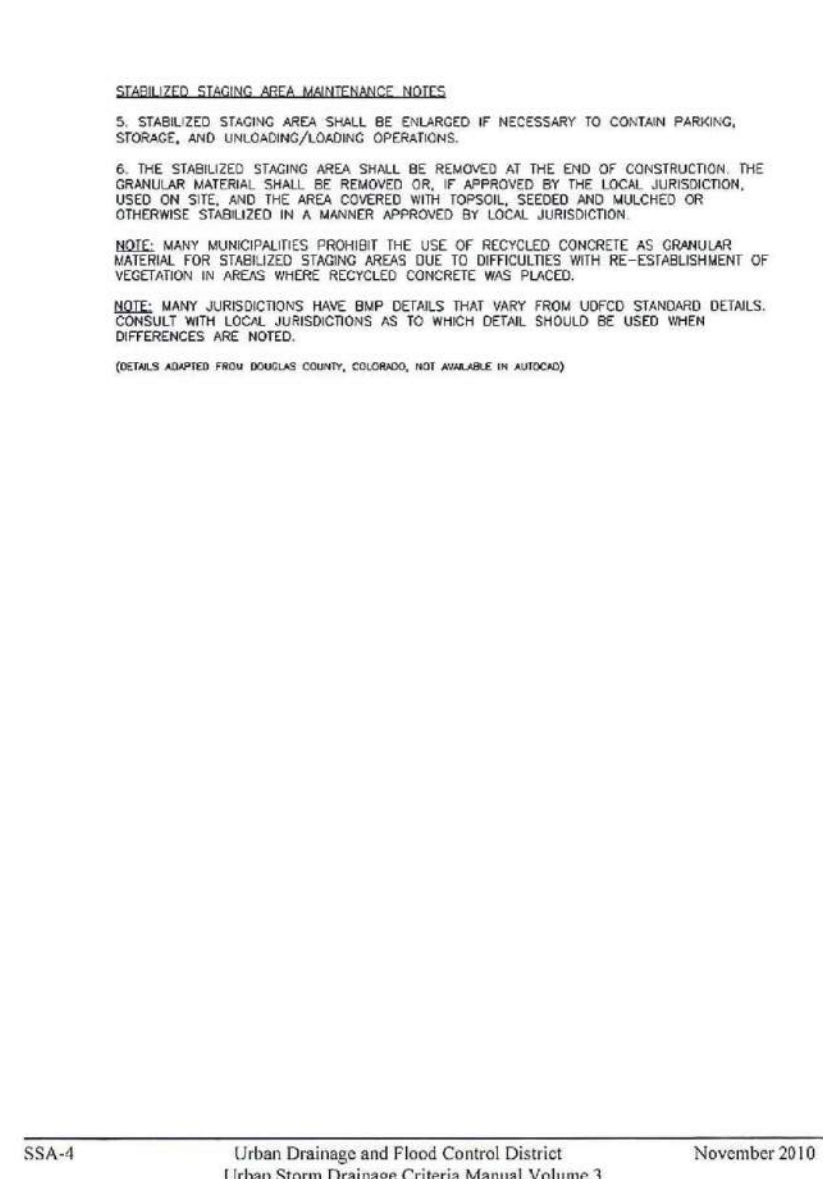 STABILIZED STAGING AREA MAINTENANCE NOTES
5. STABILIZED STAGING AREA SHALL BE ENLARGED IF NECESSARY TO CONTAIN PARKING,
STORAGE, AND UNLOADING/LOADING OPERATIONS.
6. THE STABILIZED STAGING AREA SHALL BE REMOVED AT THE END OF CONSTRUCTION. THE
GRANULAR MATERIAL SHALL BE REMOVED OR, IF APPROVED BY THE LOCAL JURISDICTION,
USED ON SITE, AND THE AREA COVERED WITH TOPSOIL, SEEDED AND MULCHED OR
OTHERWISE STABILIZED IN A MANNER APPROVED BY LOCAL JURISDICTION.
NOTE: MANY MUNICIPALITIES PROHIBIT THE USE OF RECYCLED CONCRETE AS GRANULAR
MATERIAL FOR STABILIZED STAGING AREAS DUE TO DIFFICULTIES WITH RE-ESTABLISHMENT OF
VEGETATION IN AREAS WHERE RECYCLED CONCRETE WAS PLACED.
NOTE: MANY JURISDICTIONS HAVE BMP DETAILS THAT VARY FROM UDFCD STANDARD DETAILS.
CONSULT WITH LOCAL JURISDICTIONS AS TO WHICH DETAIL SHOULD BE USED WHEN
DIFFERENCES ARE NOTED.
(DETAILS ADAPTED FROM DOUGLAS COUNTY, COLORADO, NOT AVAILABLE IN AUTOCAD)
SSA-4 Urban Drainage and Flood Control District November 2010
Urban Storm Drainage Criteria Manual Volume 3